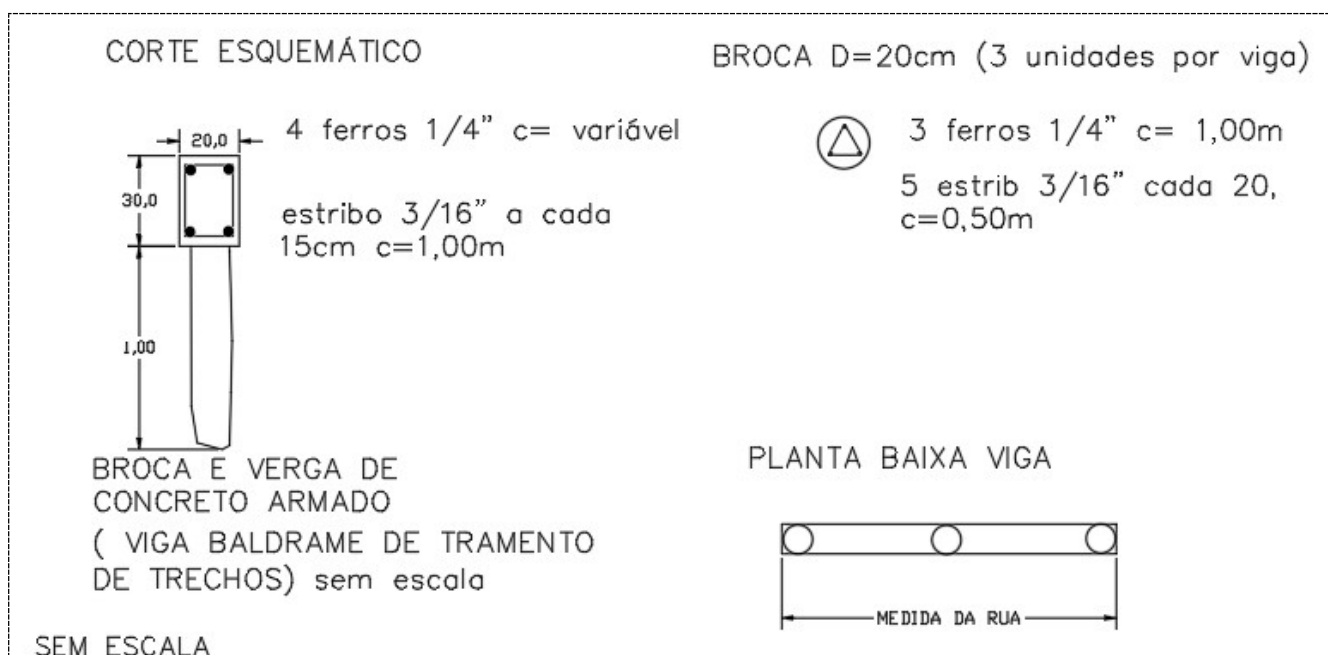 CORTE ESQUEMÁTICO
20,0
4 ferros 1/4" c= variável
30,0
estribo 3/16" a cada
15cm c=1,00m
1,00
BROCA E VERGA DE
CONCRETO ARMADO
( VIGA BALDRAME DE TRAMENTO
DE TRECHOS) sem escala
SEM ESCALA
BROCA D=20cm (3 unidades por viga)
3 ferros 1/4" c= 1,00m
5 estrib 3/16" cada 20,
c=0,50m
PLANTA BAIXA VIGA
MEDIDA DA RUA